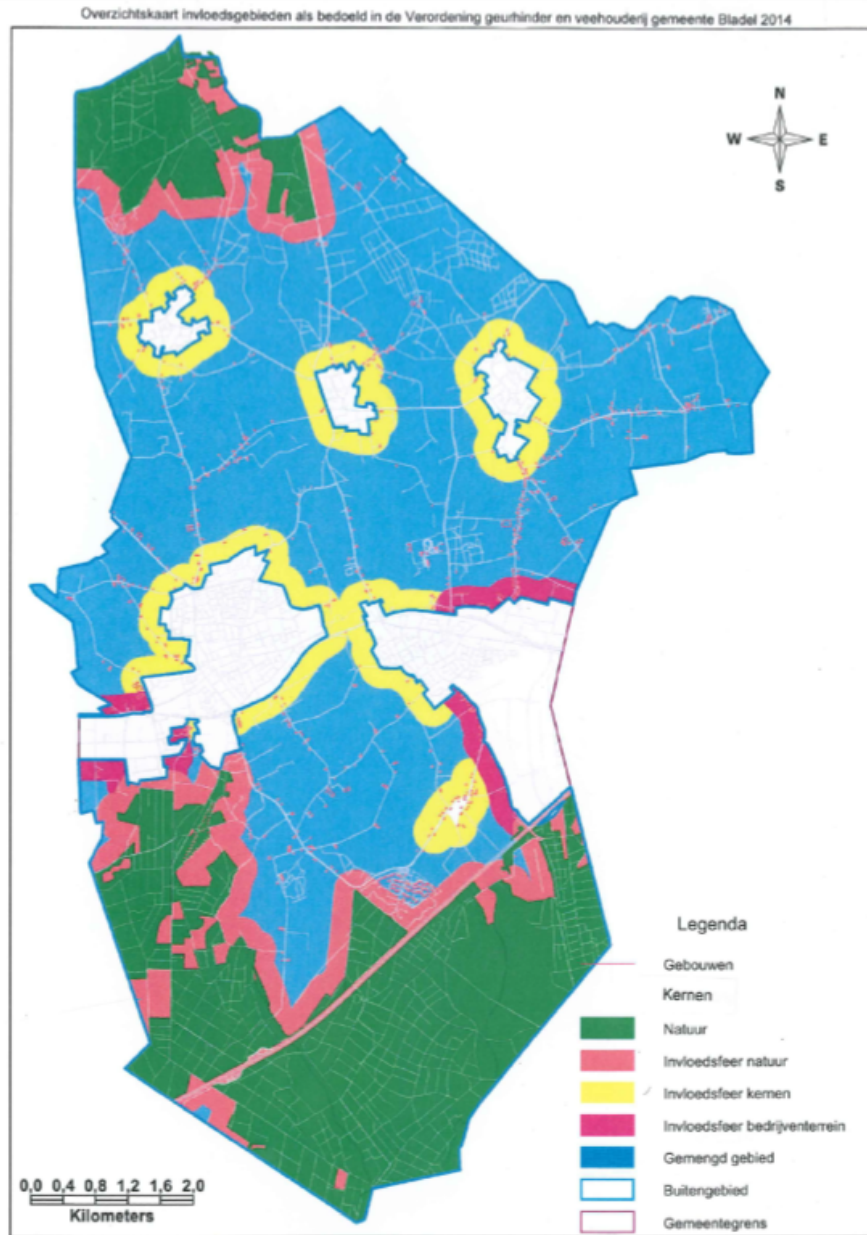 Overzichtskaart invloedsgebieden als bedoeld in de Verordening geurhinder en veehouderij gemeente Bladel 2014
N
W E
S
Legenda
Gebouwen
Kernen
Natuur
Invloedsfeer natuur
Invloedsfeer kernen
Invloedsfeer bedrijventerrein
Gemengd gebied
Buitengebied
Gemeentegrens
0,0 0,4 0,8 1,2 1,6 2,0
Kilometers